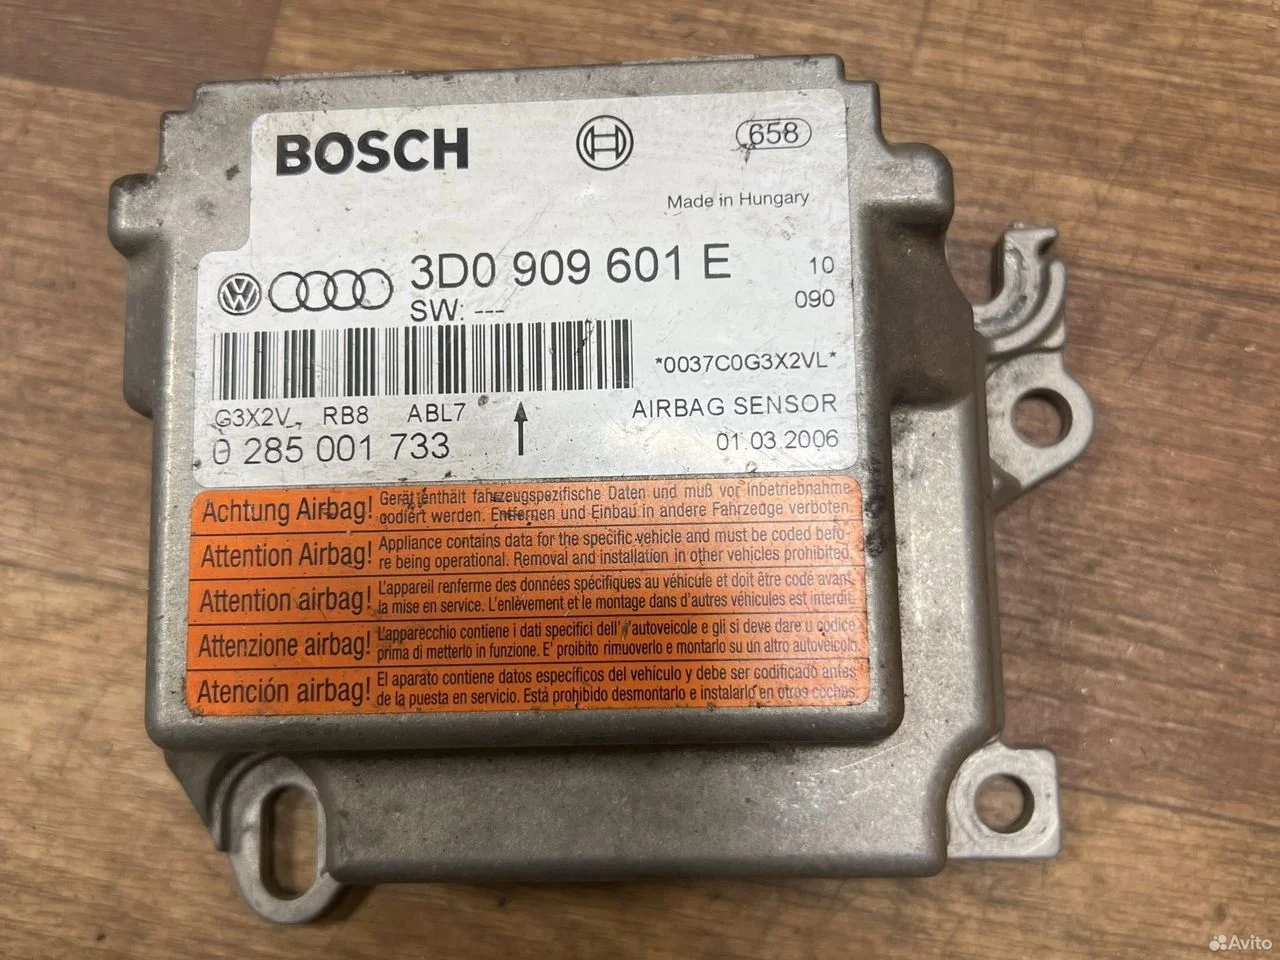 BOSCH
658
Made in Hungary
3D0 909 601 E
10
SW: ---
090
*0037C0G3X2VL*
G3X2V RB8 ABL7
AIRBAG SENSOR
0 285 001 733
01.03.2006
Achtung Airbag!
Gerät enthält fahrzeugspezifische Daten und muß vor Inbetriebnahme
codiert werden. Entfernen und Einbau in andere Fahrzeuge verboten.
Attention Airbag!
Appliance contains data for the specific vehicle and must be coded befo-
re being operational. Removal and installation in other vehicles prohibited.
Attention airbag!
L'appareil renferme des données spécifiques au véhicule et doit être codé avant
la mise en service. L'enlèvement et le montage dans d'autres véhicules est interdit.
Attenzione airbag!
L'apparecchio contiene i dati specifici dell'autoveicole e gli si deve dare u codice
prima di metterlo in funzione. E' proibito rimuoverlo e montarlo su un altro autoveicolo.
Atención airbag!
El aparato contiene datos específicos del vehículo y debe ser codificado antes
de la puesta en servicio. Está prohibido desmontarlo e instalarlo en otros coches.
Avito